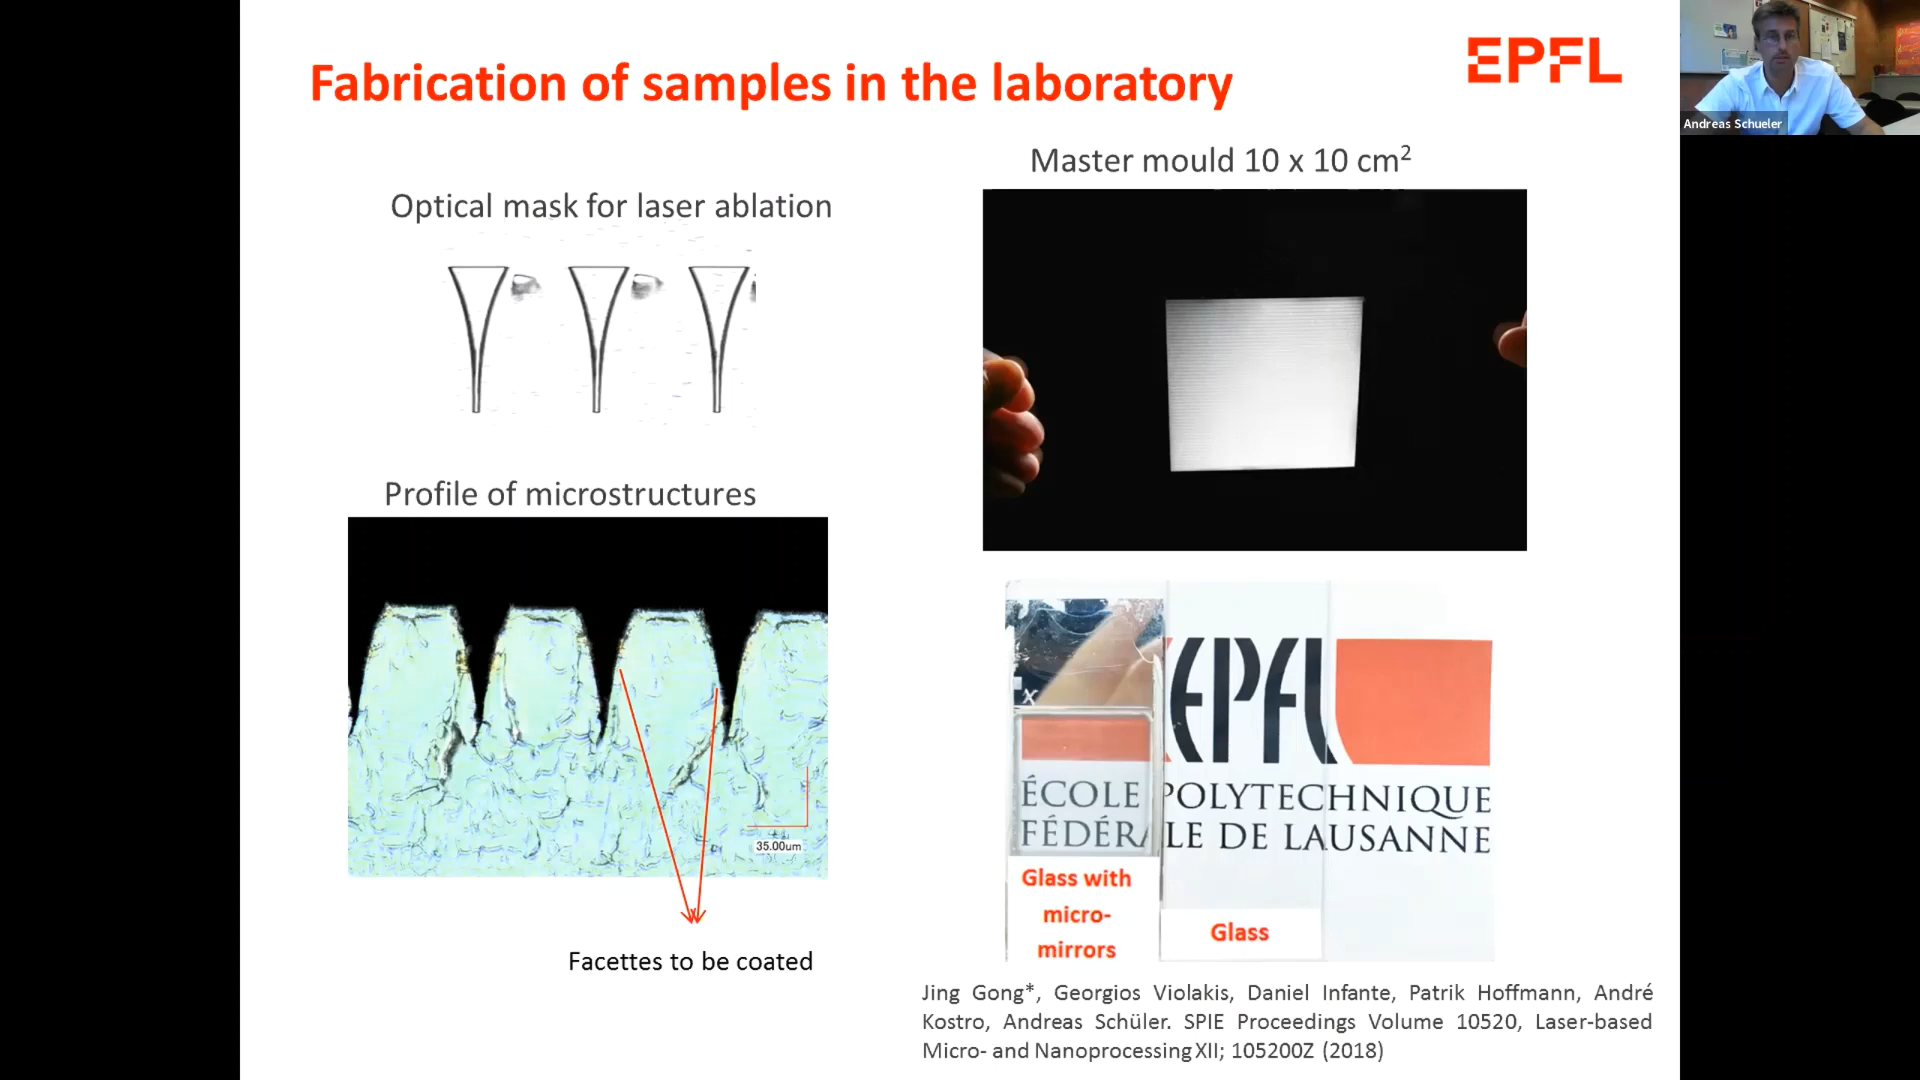 Fabrication of samples in the laboratory
EPFL
Andreas Schueler
Optical mask for laser ablation
Master mould 10 x 10 cm²
Profile of microstructures
35.00um
Facettes to be coated
EPFL
ÉCOLE POLYTECHNIQUE
FÉDÉRALE DE LAUSANNE
Glass with
micro-
mirrors
Glass
Jing Gong*, Georgios Violakis, Daniel Infante, Patrik Hoffmann, André
Kostro, Andreas Schüler. SPIE Proceedings Volume 10520, Laser-based
Micro- and Nanoprocessing XII; 105200Z (2018)